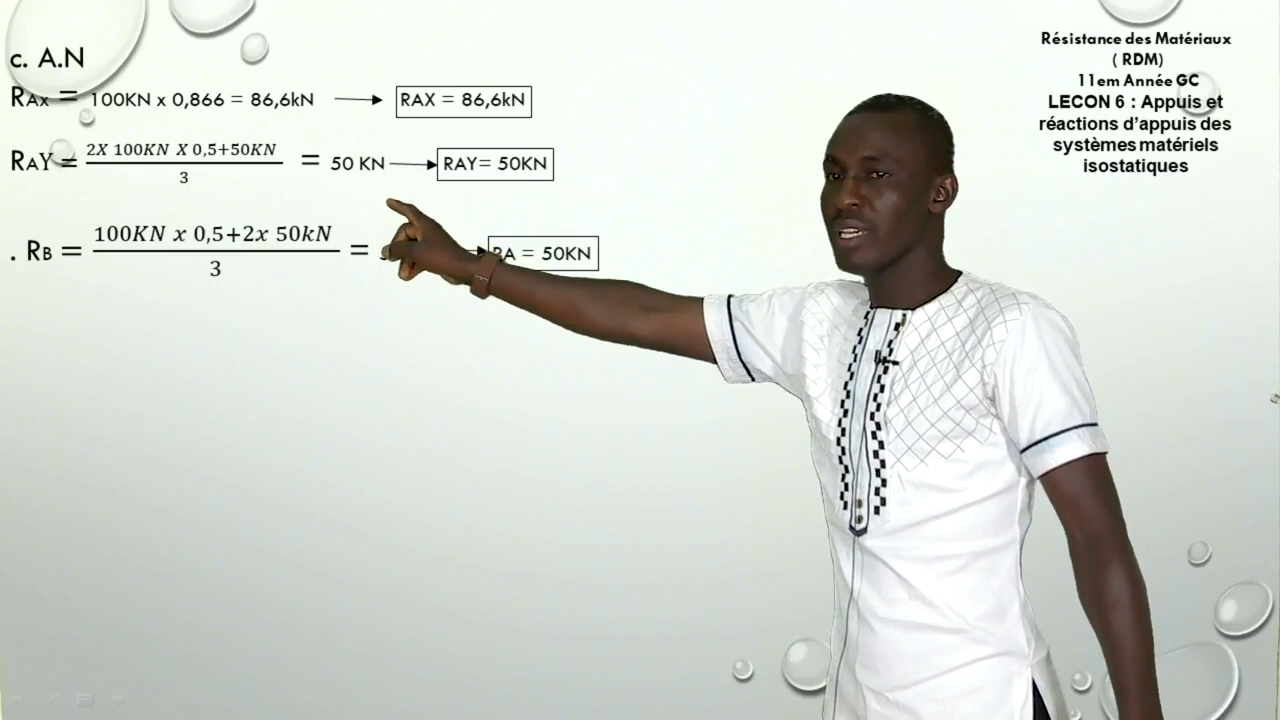 c. A.N
RAX = 100KN x 0,866 = 86,6kN → RAX = 86,6kN
RAY = 2X 100KN X 0,5+50KN / 3 = 50 KN → RAY= 50KN
. RB = 100KN x 0,5+2x 50kN / 3 = → RA = 50KN
Résistance des Matériaux
( RDM)
11em Année GC
LECON 6 : Appuis et
réactions d’appuis des
systèmes matériels
isostatiques